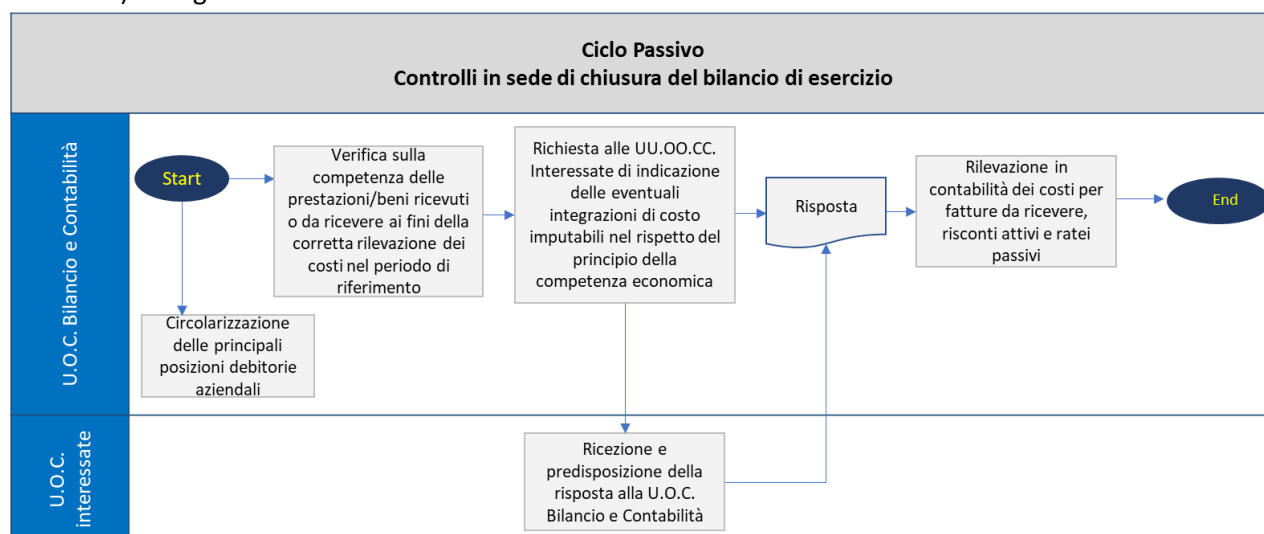 Ciclo Passivo
Controlli in sede di chiusura del bilancio di esercizio
U.O.C. Bilancio e Contabilità
Start
Verifica sulla
competenza delle
prestazioni/beni ricevuti
o da ricevere ai fini della
corretta rilevazione dei
costi nel periodo di
riferimento
Richiesta alle UU.OO.CC.
Interessate di indicazione
delle eventuali
integrazioni di costo
imputabili nel rispetto del
principio della
competenza economica
Risposta
Rilevazione in
contabilità dei costi per
fatture da ricevere,
risconti attivi e ratei
passivi
End
Circolarizzazione
delle principali
posizioni debitorie
aziendali
U.O.C.
interessate
Ricezione e
predisposizione della
risposta alla U.O.C.
Bilancio e Contabilità